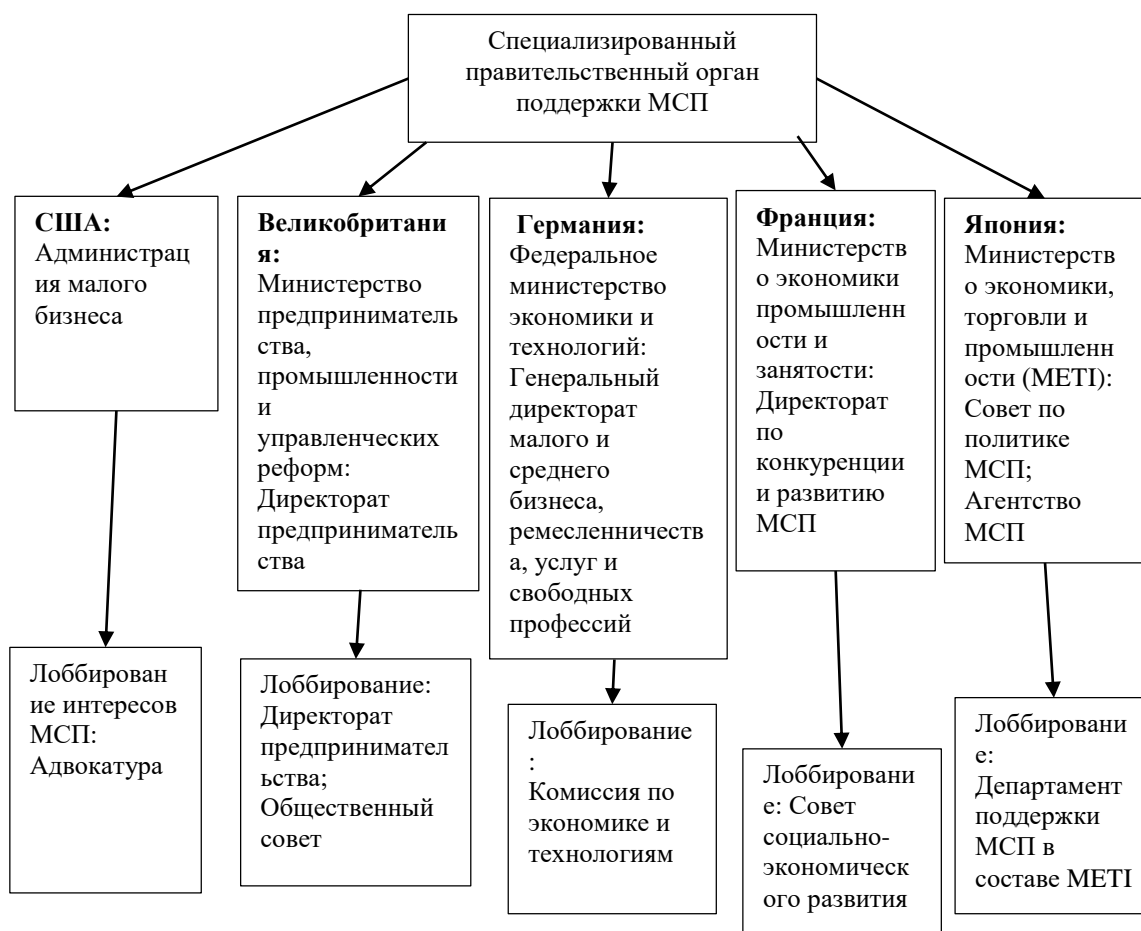 Специализированный
правительственный орган
поддержки МСП
США:
Администрац
ия малого
бизнеса
Великобритани
я:
Министерство
предприниматель
ства,
промышленности
и
управленческих
реформ:
Директорат
предприниматель
ства
Германия:
Федеральное
министерство
экономики и
технологий:
Генеральный
директорат
малого и
среднего
бизнеса,
ремесленничеств
а, услуг и
свободных
профессий
Франция:
Министерст
во экономики
промышленн
ости и
занятости:
Директорат
по
конкуренции
и развитию
МСП
Япония:
Министерств
о экономики,
торговли и
промышленн
ости (METI):
Совет по
политике
МСП;
Агентство
МСП
Лоббирован
ие интересов
МСП:
Адвокатура
Лоббирование:
Директорат
предпринимател
ьства;
Общественный
совет
Лоббирование
:
Комиссия по
экономике и
технологиям
Лоббировани
е: Совет
социально-
экономическ
ого развития
Лоббировани
е:
Департамент
поддержки
МСП в
составе METI